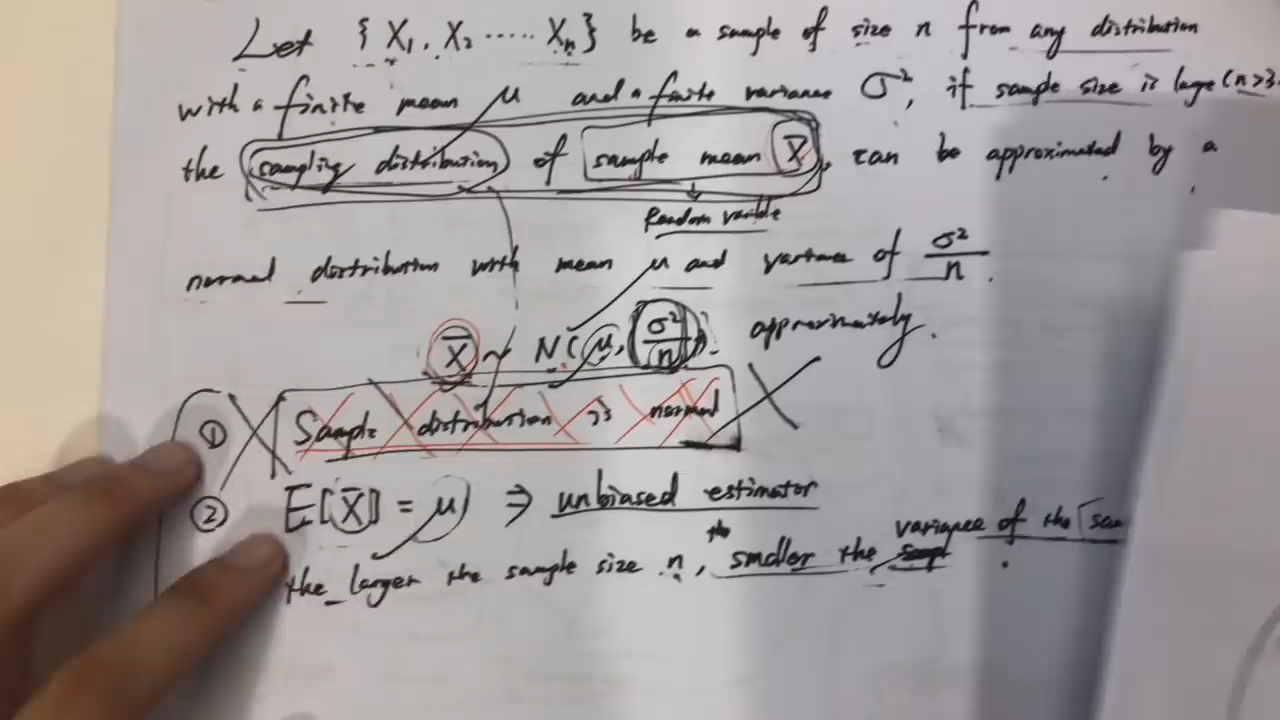 Let {X₁, X₂ ..... Xₙ} be a sample of size n from any distribution
with a finite mean μ and a finite variance σ², if sample size is large (n>3
the sampling distribution of sample mean X̄, can be approximated by a
Random variable
normal distribution with mean μ and variance of σ²/n.
X̄ ~ N(μ, σ²/n). approximately.
① Sample distribution is normal
② E[X̄] = μ ⇒ unbiased estimator
the larger the sample size n, the smaller the variance of the